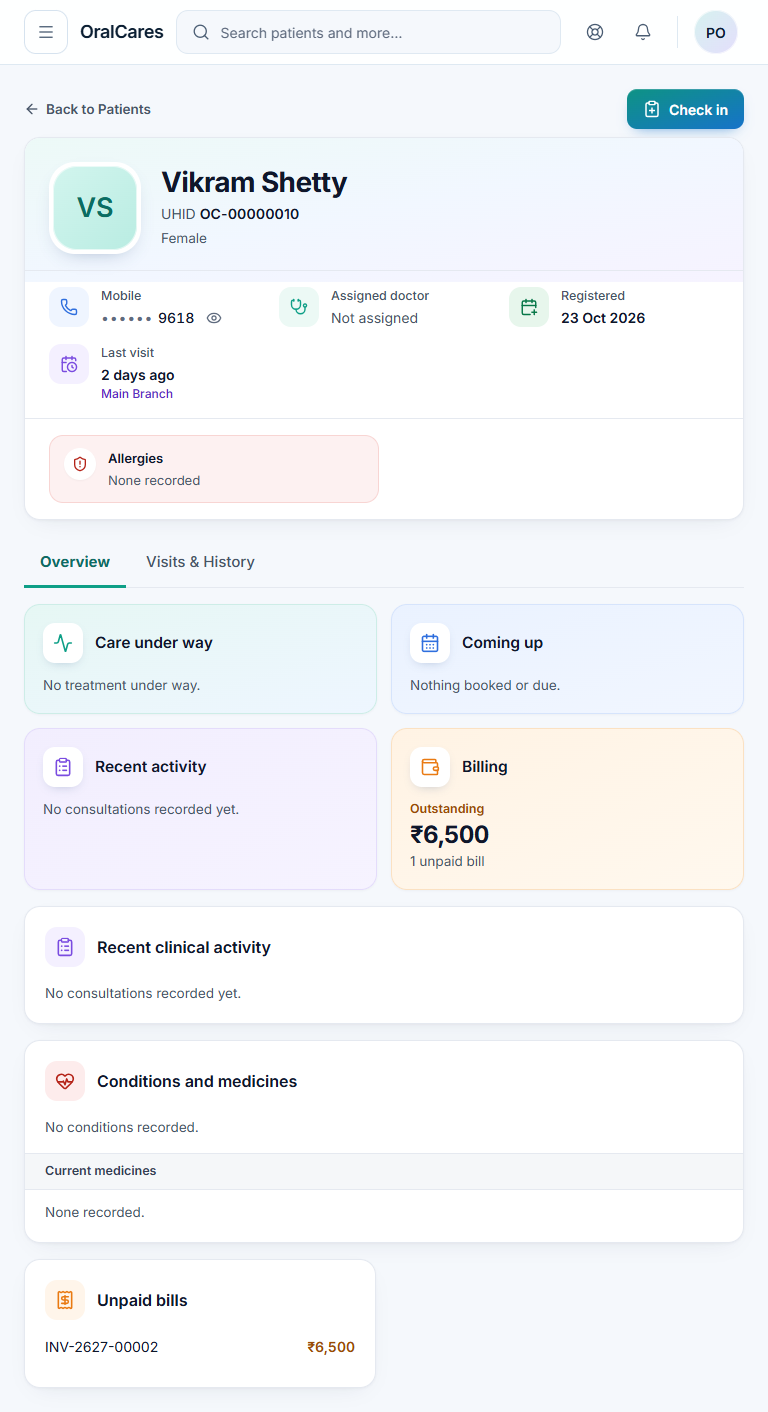 OralCares
Search patients and more...
PO
Back to Patients
Check in
VS
Vikram Shetty
UHID OC-00000010
Female
Mobile
•••••• 9618
Assigned doctor
Not assigned
Registered
23 Oct 2026
Last visit
2 days ago
Main Branch
Allergies
None recorded
Overview
Visits & History
Care under way
No treatment under way.
Coming up
Nothing booked or due.
Recent activity
No consultations recorded yet.
Billing
Outstanding
₹6,500
1 unpaid bill
Recent clinical activity
No consultations recorded yet.
Conditions and medicines
No conditions recorded.
Current medicines
None recorded.
Unpaid bills
INV-2627-00002 ₹6,500